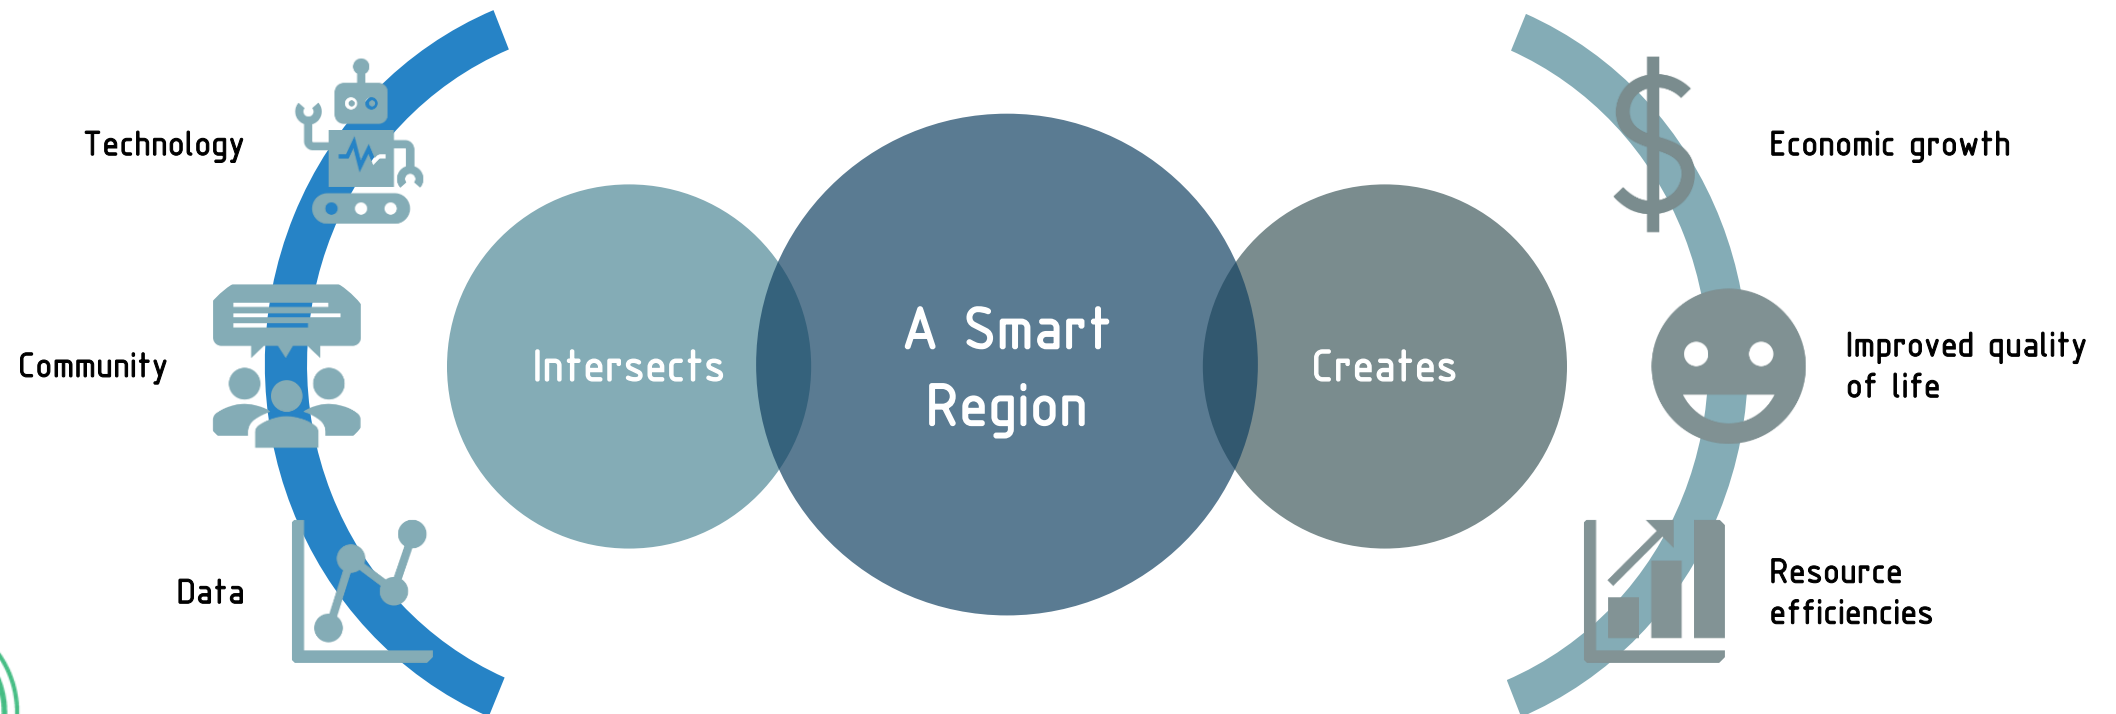 Technology
Community
Data
Intersects
A Smart
Region
Creates
Economic growth
Improved quality
of life
Resource
efficiencies